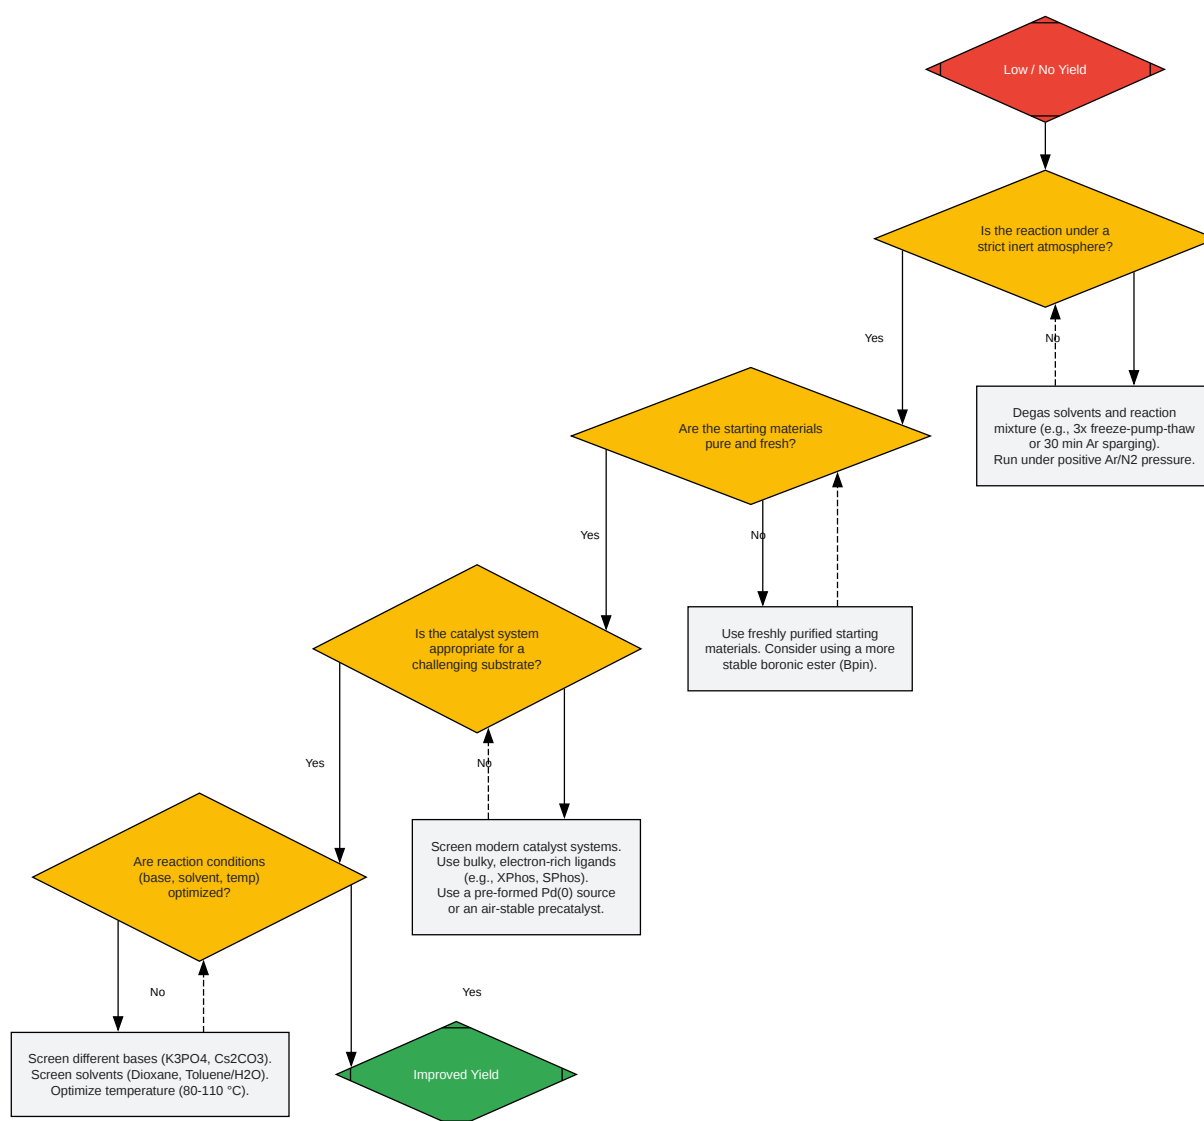 Low / No Yield
Is the reaction under a
strict inert atmosphere?
Yes
No
Degas solvents and reaction
mixture (e.g., 3x freeze-pump-thaw
or 30 min Ar sparging).
Run under positive Ar/N2 pressure.
Are the starting materials
pure and fresh?
Yes
No
Use freshly purified starting
materials. Consider using a more
stable boronic ester (Bpin).
Is the catalyst system
appropriate for a
challenging substrate?
Yes
No
Screen modern catalyst systems.
Use bulky, electron-rich ligands
(e.g., XPhos, SPhos).
Use a pre-formed Pd(0) source
or an air-stable precatalyst.
Are reaction conditions
(base, solvent, temp)
optimized?
No
Yes
Screen different bases (K3PO4, Cs2CO3).
Screen solvents (Dioxane, Toluene/H2O).
Optimize temperature (80-110 °C).
Improved Yield